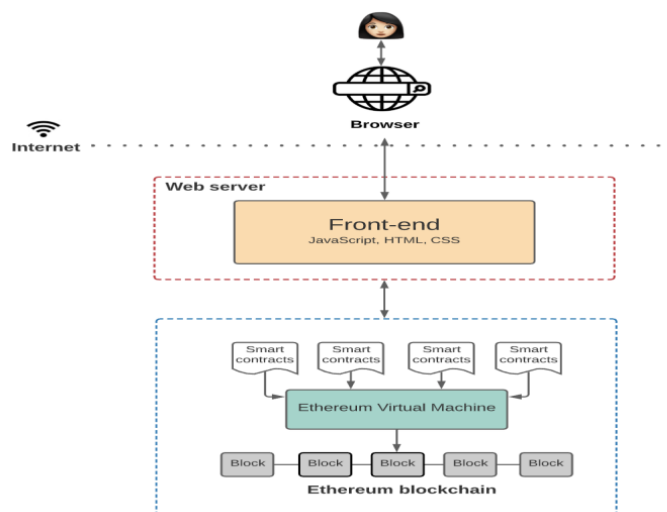 Browser
Internet
Web server
Front-end
JavaScript, HTML, CSS
Smart
contracts
Smart
contracts
Smart
contracts
Smart
contracts
Ethereum Virtual Machine
Block
Block
Block
Block
Block
Ethereum blockchain